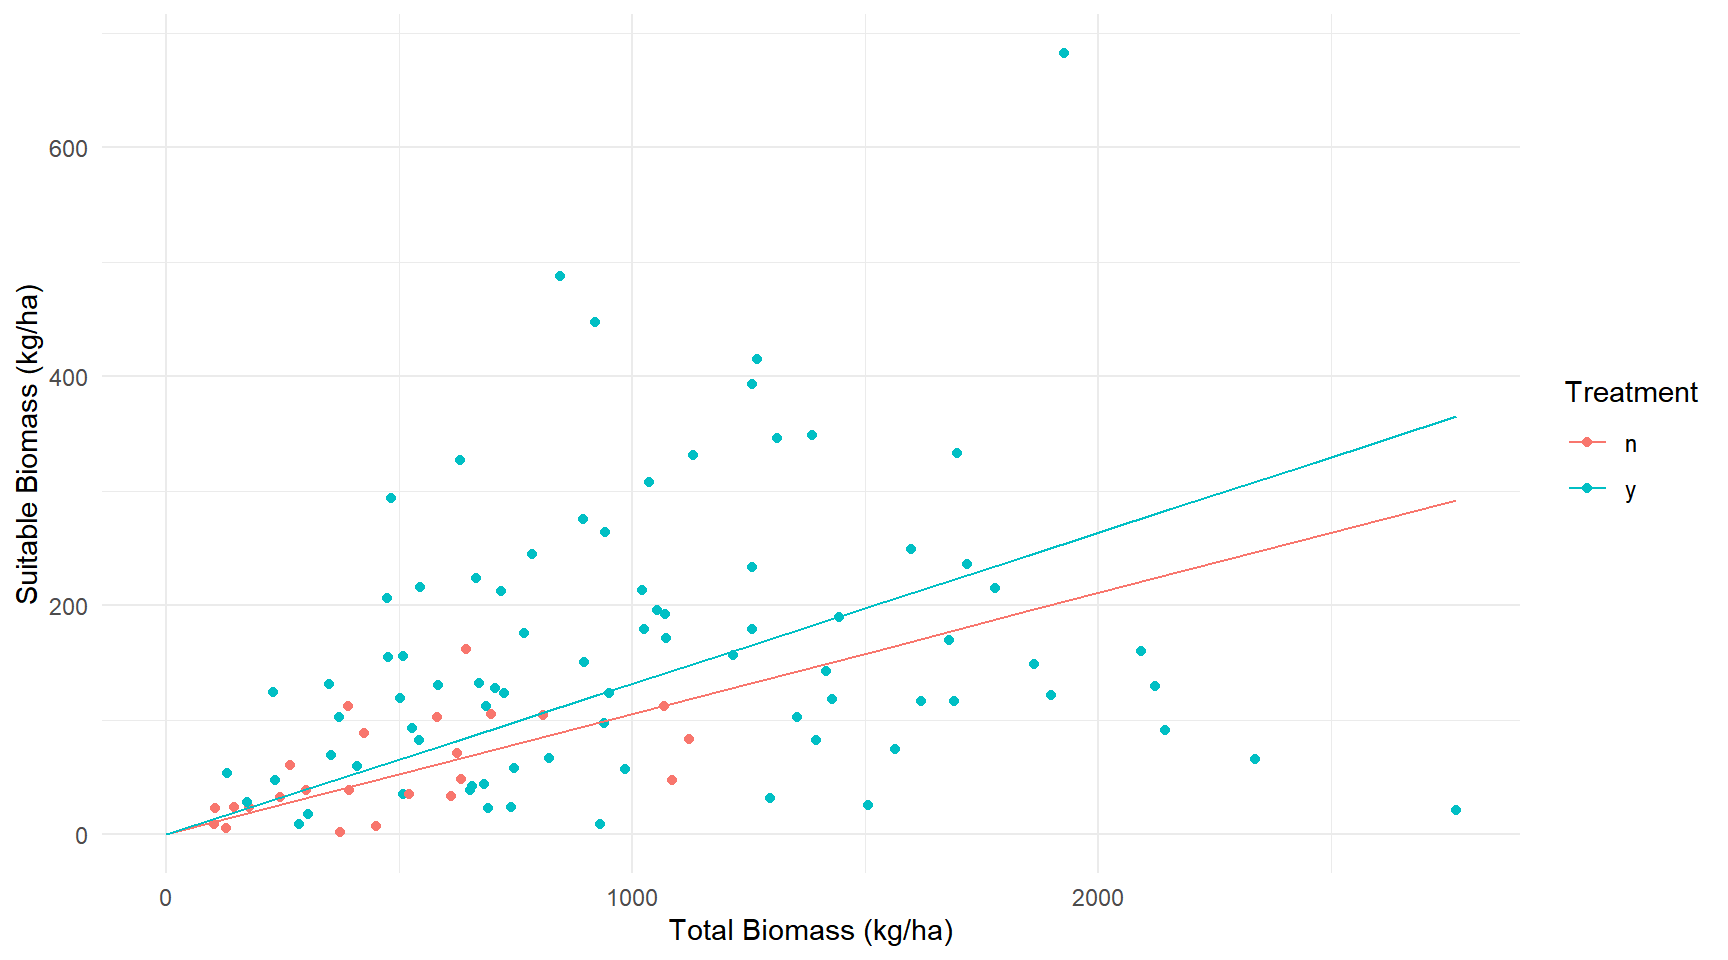 Suitable Biomass (kg/ha)
600
400
200
0
0 1000 2000
Total Biomass (kg/ha)
Treatment
n
y